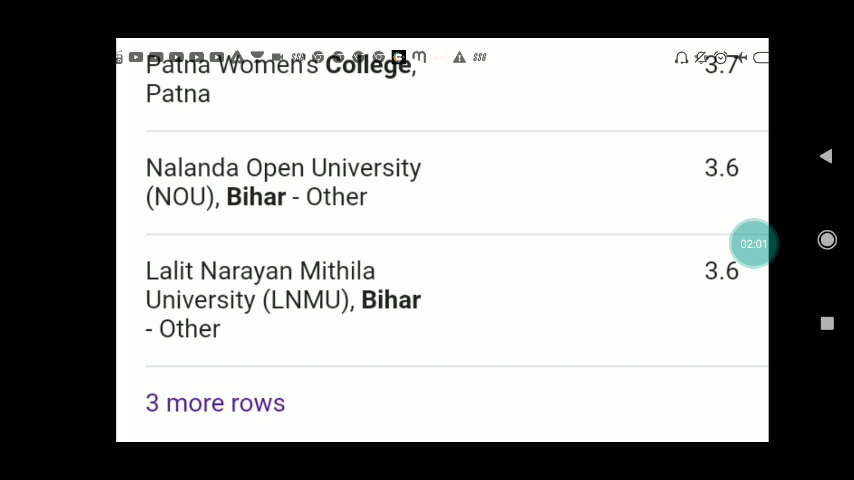 Patna Women's College, 3.7
Patna
Nalanda Open University 3.6
(NOU), Bihar - Other
02:01
Lalit Narayan Mithila 3.6
University (LNMU), Bihar
- Other
3 more rows